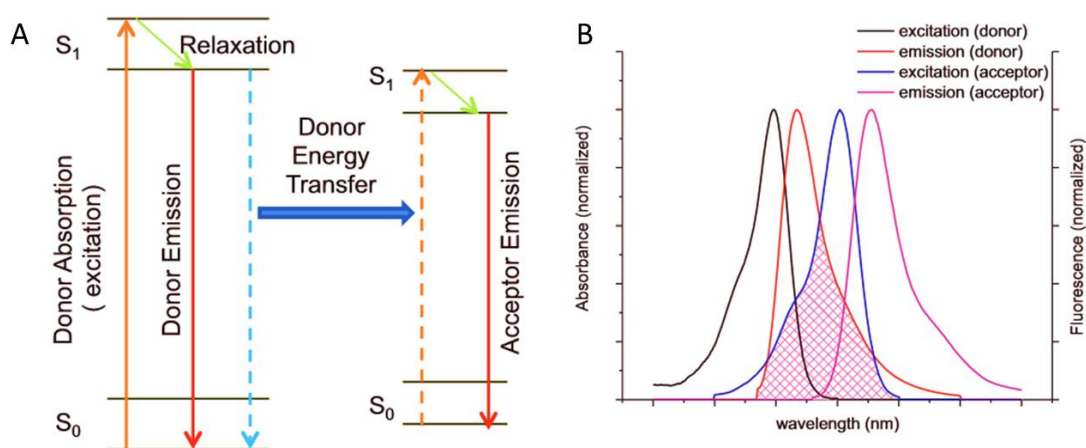 A
S1
Relaxation
Donor Absorption
( excitation)
Donor Emission
S0
Donor
Energy
Transfer
S1
Acceptor Emission
S0
B
excitation (donor)
emission (donor)
excitation (acceptor)
emission (acceptor)
Absorbance (normalized)
Fluorescence (normalized)
wavelength (nm)